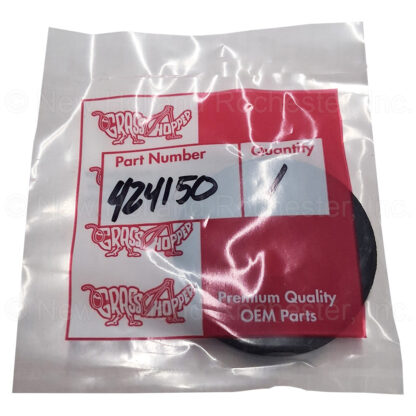 GRASSHOPPER
Part Number Quantity
424150 1
GRASSHOPPER
GRASSHOPPER
Premium Quality
OEM Parts